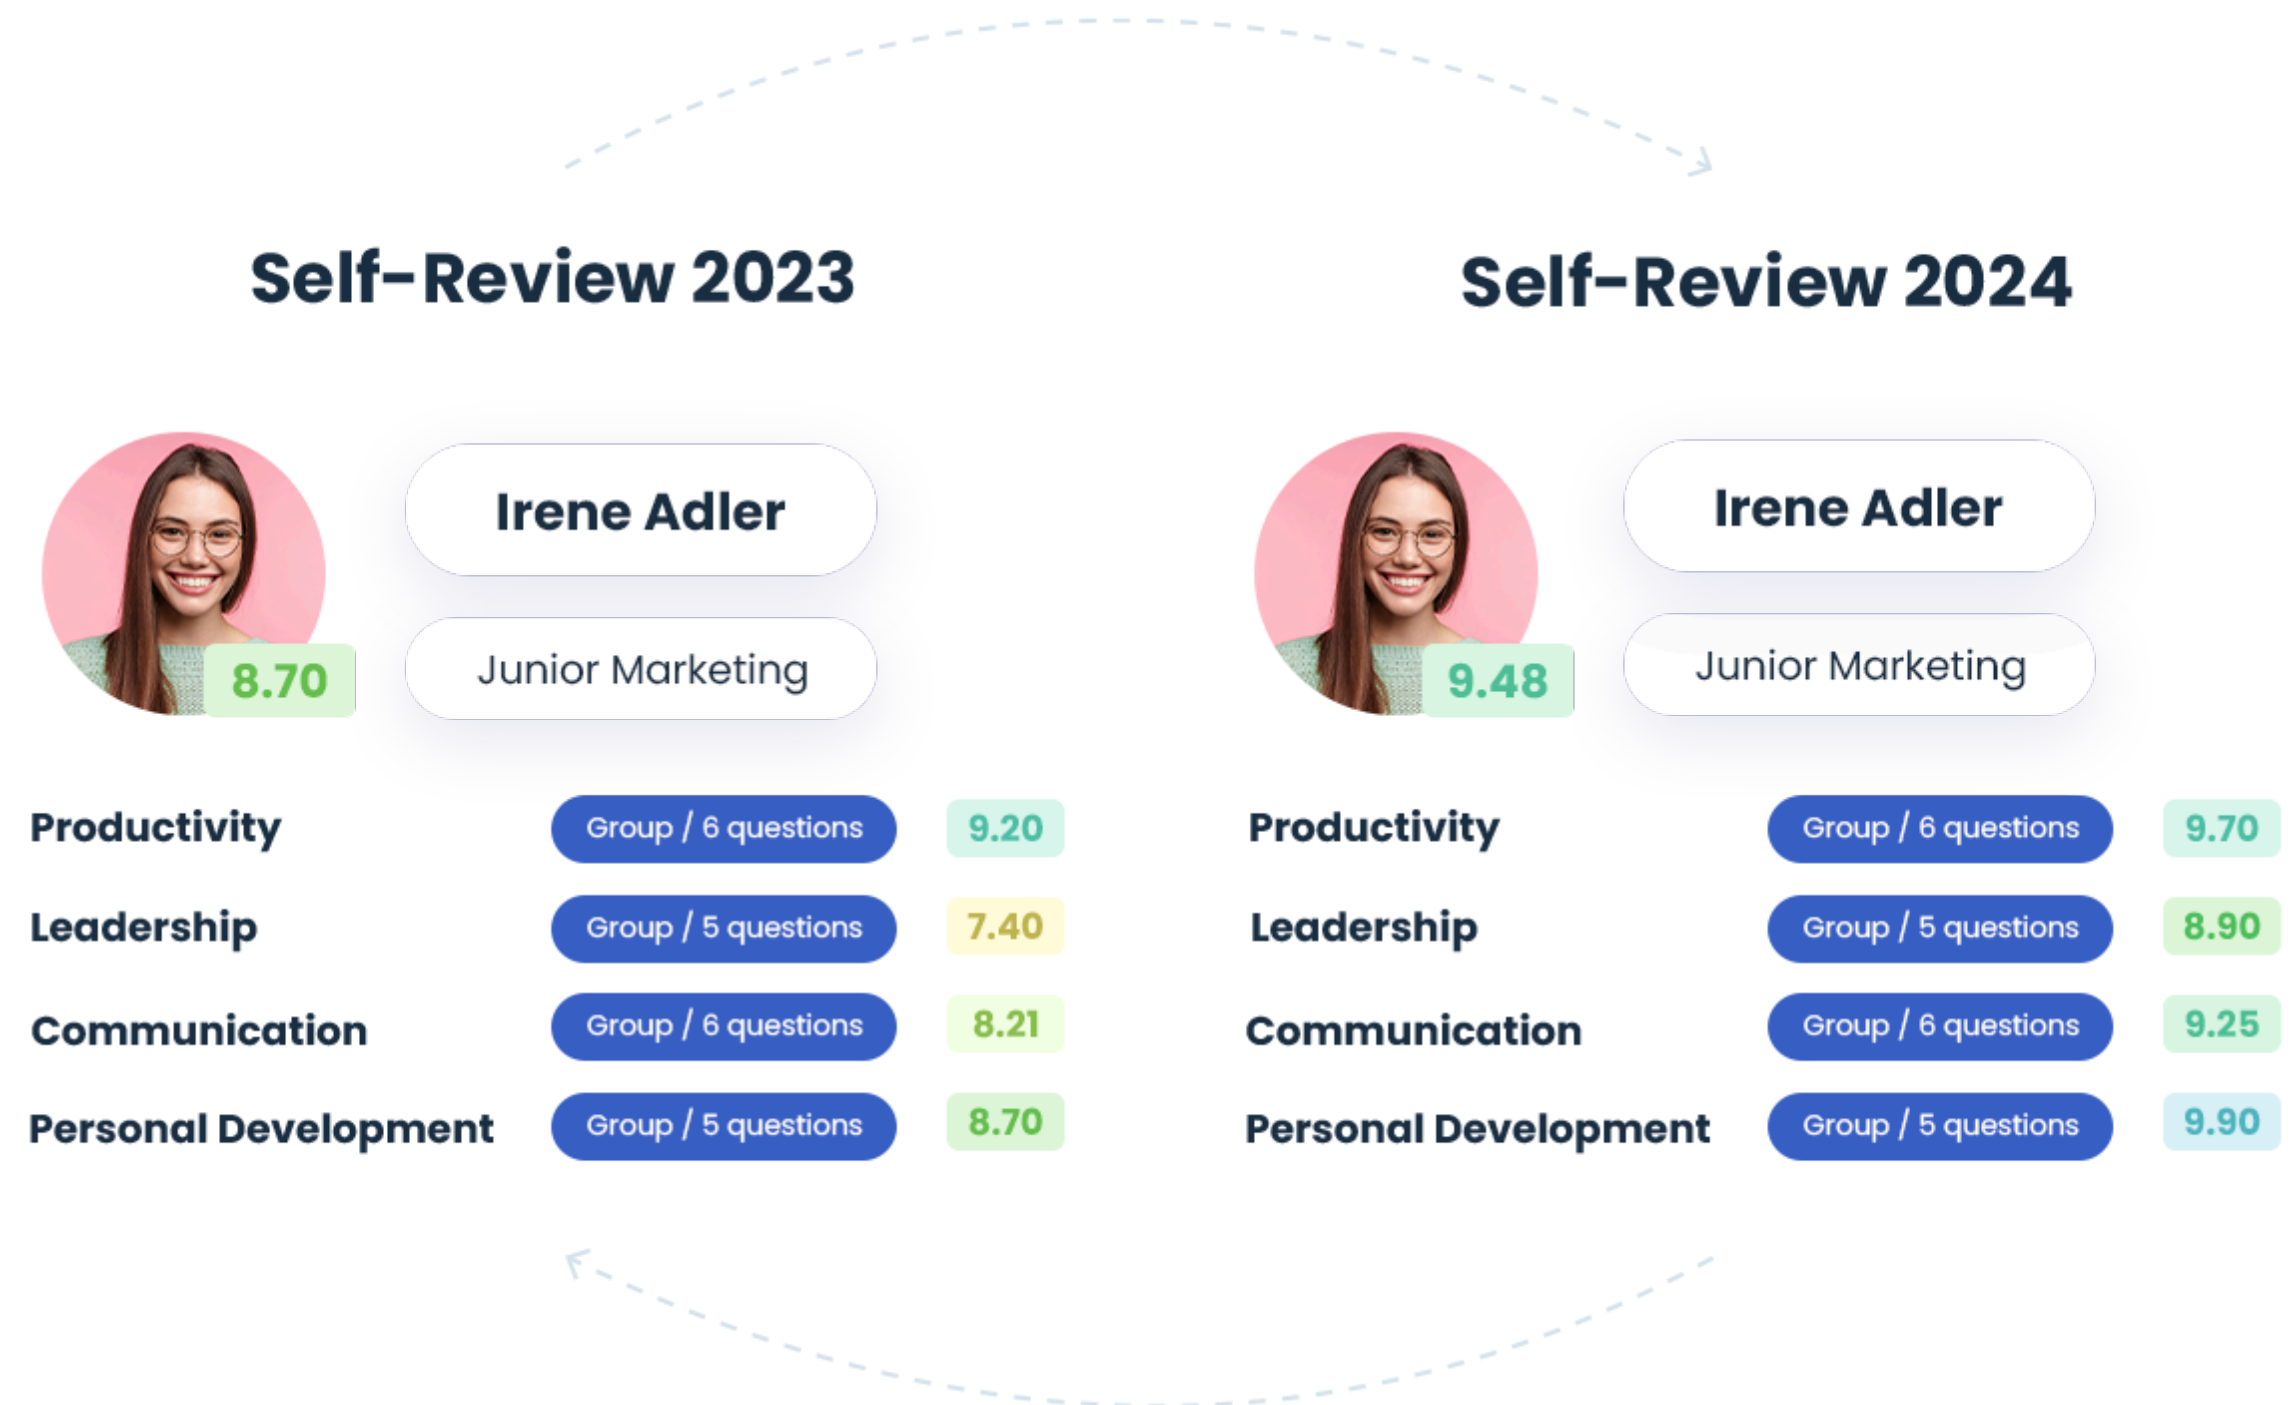 Self-Review 2023
Irene Adler
Junior Marketing
8.70
Productivity
Group / 6 questions
9.20
Leadership
Group / 5 questions
7.40
Communication
Group / 6 questions
8.21
Personal Development
Group / 5 questions
8.70
Self-Review 2024
Irene Adler
Junior Marketing
9.48
Productivity
Group / 6 questions
9.70
Leadership
Group / 5 questions
8.90
Communication
Group / 6 questions
9.25
Personal Development
Group / 5 questions
9.90